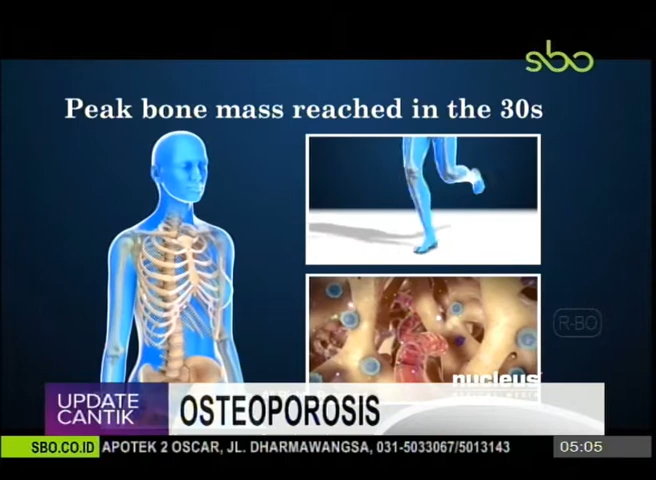 sbo
Peak bone mass reached in the 30s
R-BO
nucleus
UPDATE
CANTIK
OSTEOPOROSIS
SBO.CO.ID
APOTEK 2 OSCAR, JL. DHARMAWANGSA, 031-5033067/5013143
05:05